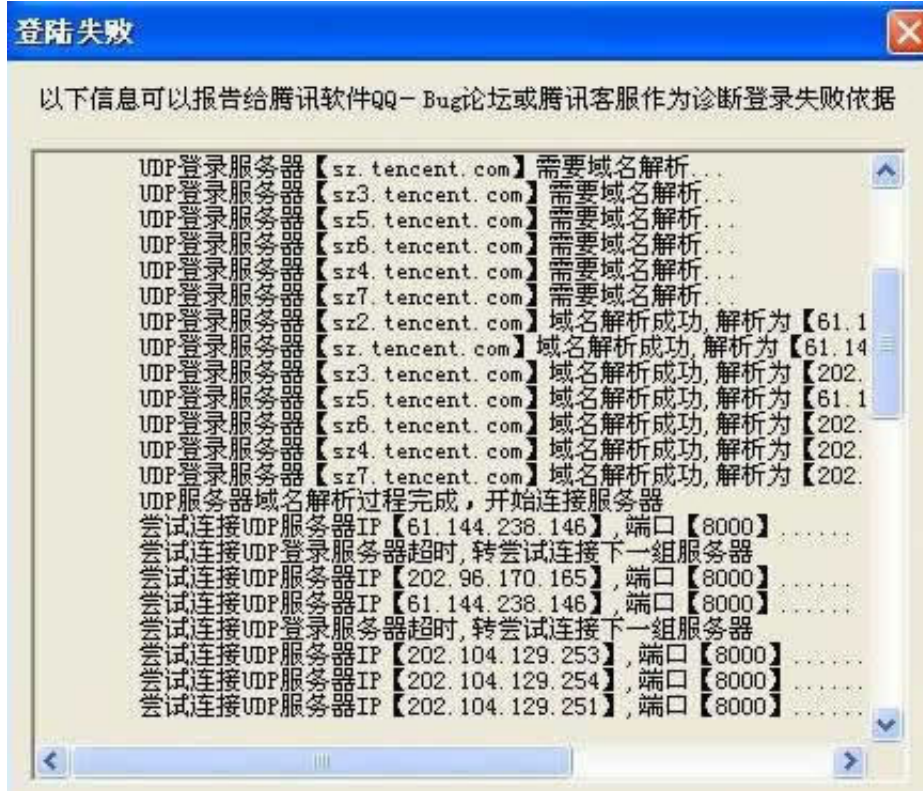 登陆失败
以下信息可以报告给腾讯软件QQ－Bug论坛或腾讯客服作为诊断登录失败依据
UDP登录服务器【sz.tencent.com】需要域名解析...
UDP登录服务器【sz3.tencent.com】需要域名解析...
UDP登录服务器【sz5.tencent.com】需要域名解析...
UDP登录服务器【sz6.tencent.com】需要域名解析...
UDP登录服务器【sz4.tencent.com】需要域名解析...
UDP登录服务器【sz7.tencent.com】需要域名解析...
UDP登录服务器【sz2.tencent.com】域名解析成功,解析为【61.1
UDP登录服务器【sz.tencent.com】域名解析成功,解析为【61.14
UDP登录服务器【sz3.tencent.com】域名解析成功,解析为【202.
UDP登录服务器【sz5.tencent.com】域名解析成功,解析为【61.1
UDP登录服务器【sz6.tencent.com】域名解析成功,解析为【202.
UDP登录服务器【sz4.tencent.com】域名解析成功,解析为【202.
UDP登录服务器【sz7.tencent.com】域名解析成功,解析为【202.
UDP服务器域名解析过程完成，开始连接服务器
尝试连接UDP服务器IP【61.144.238.146】,端口【8000】......
尝试连接UDP登录服务器超时,转尝试连接下一组服务器
尝试连接UDP服务器IP【202.96.170.165】,端口【8000】......
尝试连接UDP服务器IP【61.144.238.146】,端口【8000】......
尝试连接UDP登录服务器超时,转尝试连接下一组服务器
尝试连接UDP服务器IP【202.104.129.253】,端口【8000】......
尝试连接UDP服务器IP【202.104.129.254】,端口【8000】......
尝试连接UDP服务器IP【202.104.129.251】,端口【8000】......